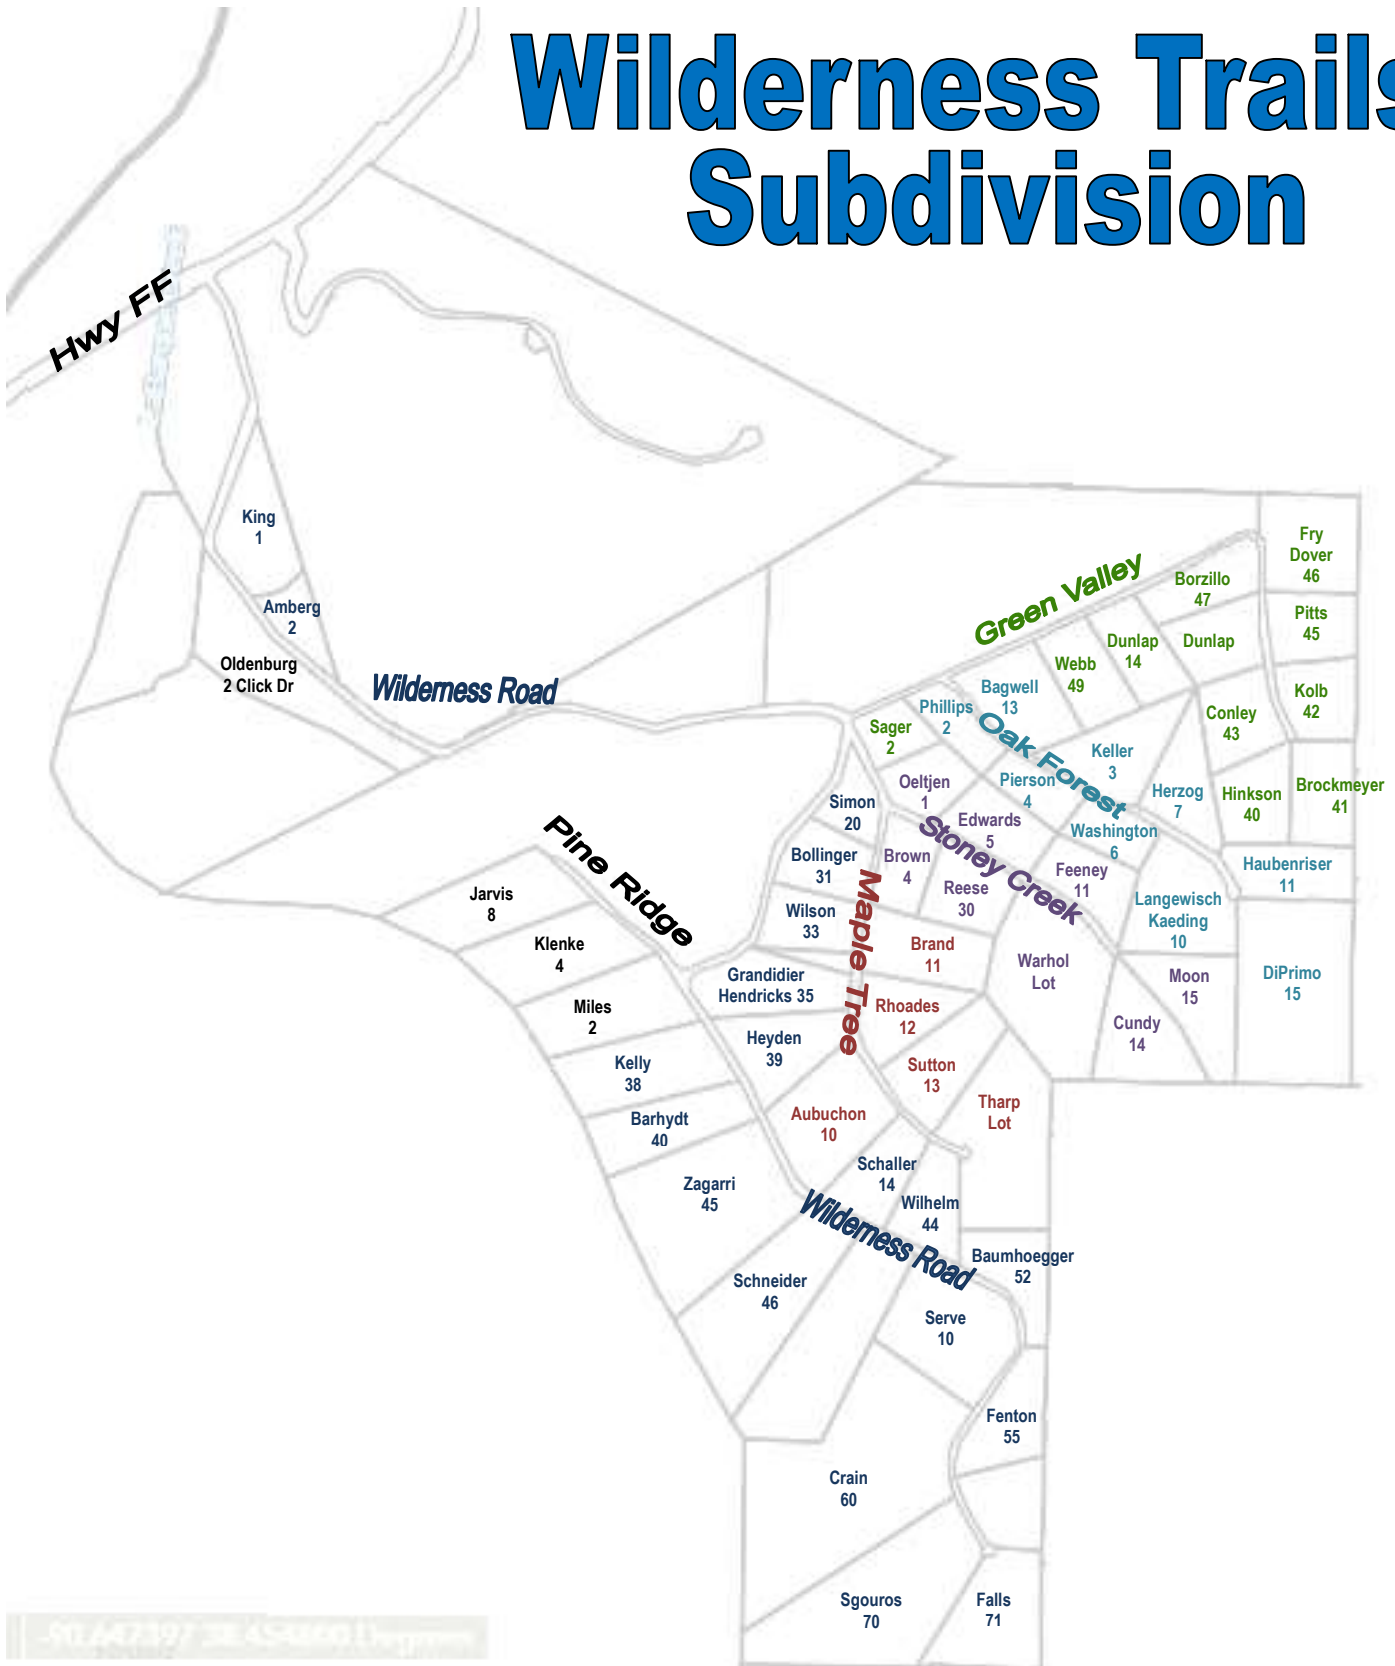 Wilderness Trails
Subdivision
Hwy FF
King
1
Amberg
2
Oldenburg
2 Click Dr
Wilderness Road
Green Valley
Fry
Dover
46
Borzillo
47
Pitts
45
Dunlap
14
Dunlap
Webb
49
Kolb
42
Bagwell
13
Phillips
2
Conley
43
Sager
2
Oak Forest
Keller
3
Oeltjen
1
Pierson
4
Herzog
7
Hinkson
40
Brockmeyer
41
Simon
20
Edwards
5
Washington
6
Stoney Creek
Pine Ridge
Bollinger
31
Brown
4
Feeney
11
Haubenriser
11
Jarvis
8
Reese
30
Langewisch
Kaeding
10
Maple Tree
Wilson
33
Klenke
4
Brand
11
Warhol
Lot
Grandidier
Hendricks 35
Moon
15
DiPrimo
15
Miles
2
Rhoades
12
Cundy
14
Heyden
39
Kelly
38
Sutton
13
Tharp
Lot
Barhydt
40
Aubuchon
10
Schaller
14
Zagarri
45
Wilhelm
44
Wilderness Road
Baumhoegger
52
Schneider
46
Serve
10
Fenton
55
Crain
60
Sgouros
70
Falls
71